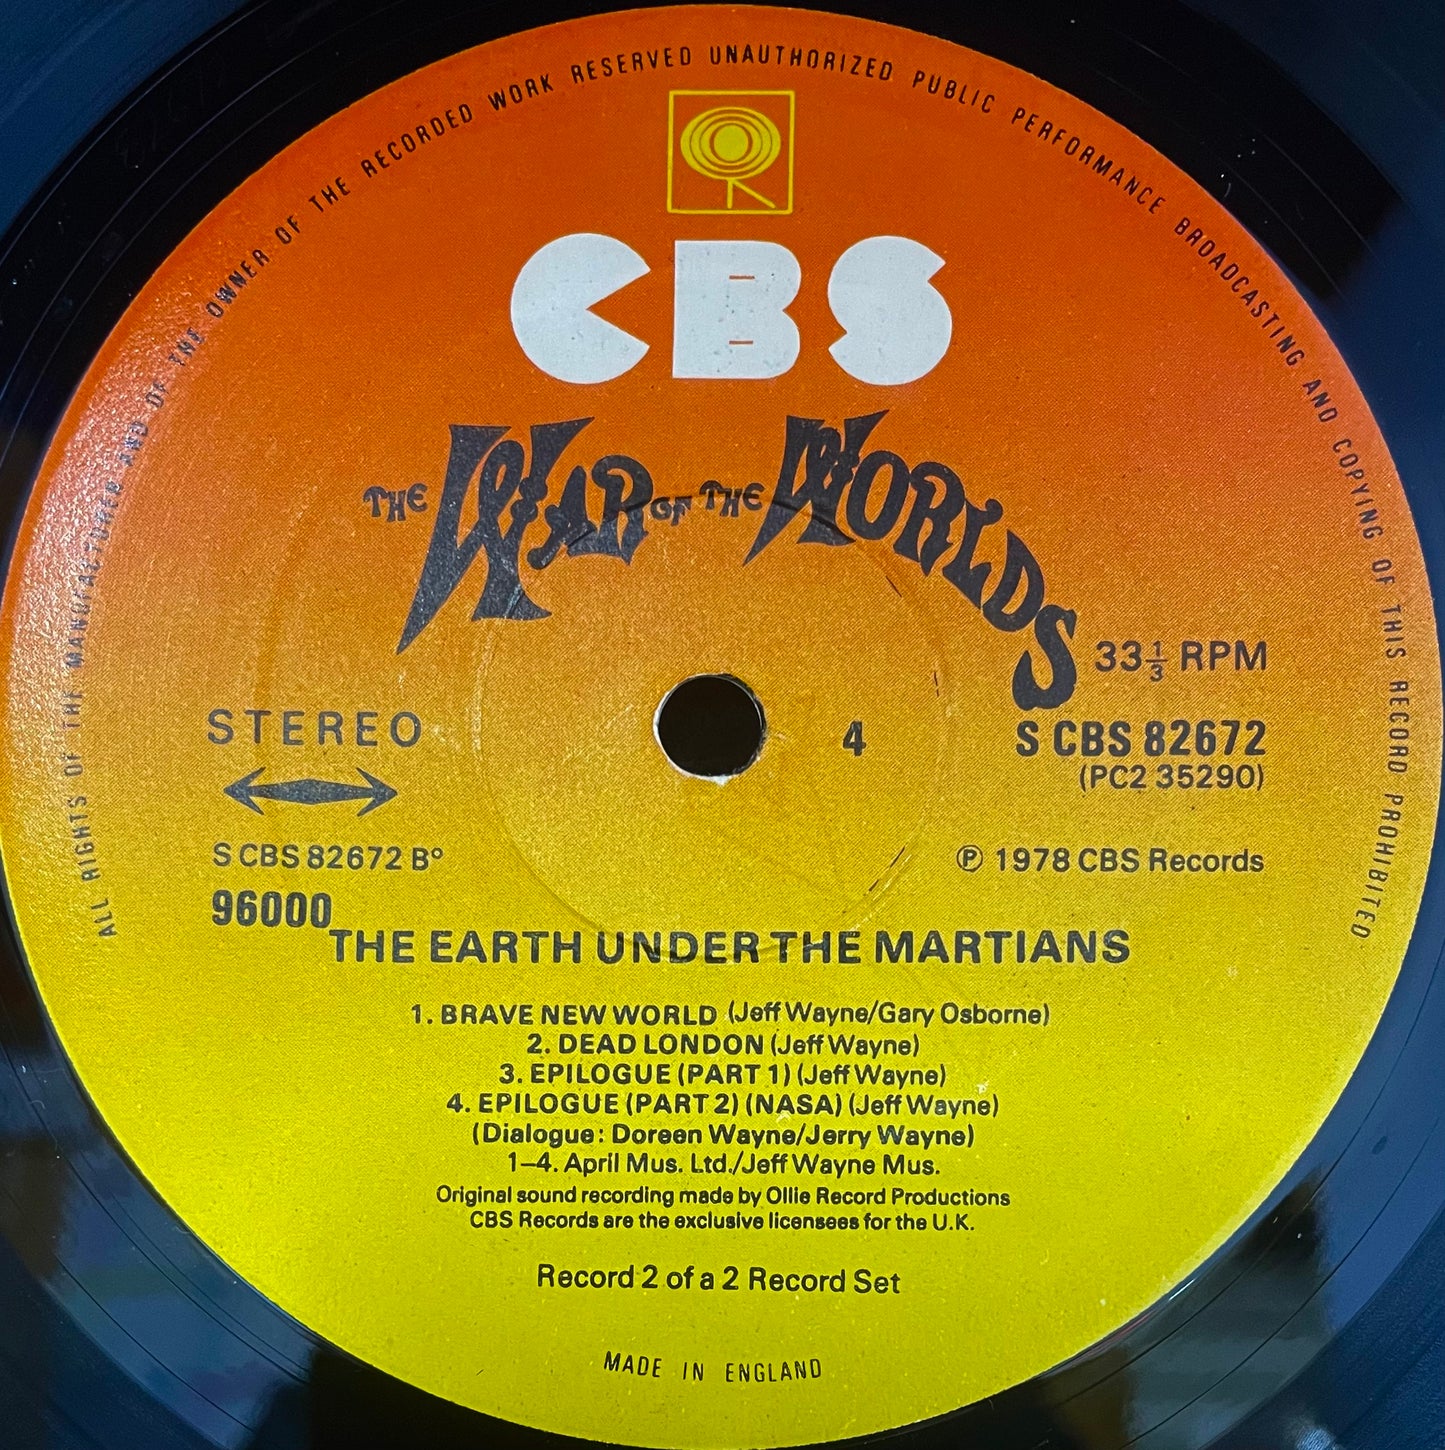 ALL RIGHTS OF THE MANUFACTURER AND OF THE OWNER OF THE RECORDED WORK RESERVED UNAUTHORIZED PUBLIC PERFORMANCE BROADCASTING AND COPYING OF THIS RECORD PROHIBITED
CBS
THE WAR OF THE WORLDS
33⅓ RPM
STEREO
4
S CBS 82672
(PC2 35290)
S CBS 82672 B°
℗ 1978 CBS Records
96000
THE EARTH UNDER THE MARTIANS
1. BRAVE NEW WORLD (Jeff Wayne/Gary Osborne)
2. DEAD LONDON (Jeff Wayne)
3. EPILOGUE (PART 1) (Jeff Wayne)
4. EPILOGUE (PART 2) (NASA) (Jeff Wayne)
(Dialogue: Doreen Wayne/Jerry Wayne)
1–4. April Mus. Ltd./Jeff Wayne Mus.
Original sound recording made by Ollie Record Productions
CBS Records are the exclusive licensees for the U.K.
Record 2 of a 2 Record Set
MADE IN ENGLAND